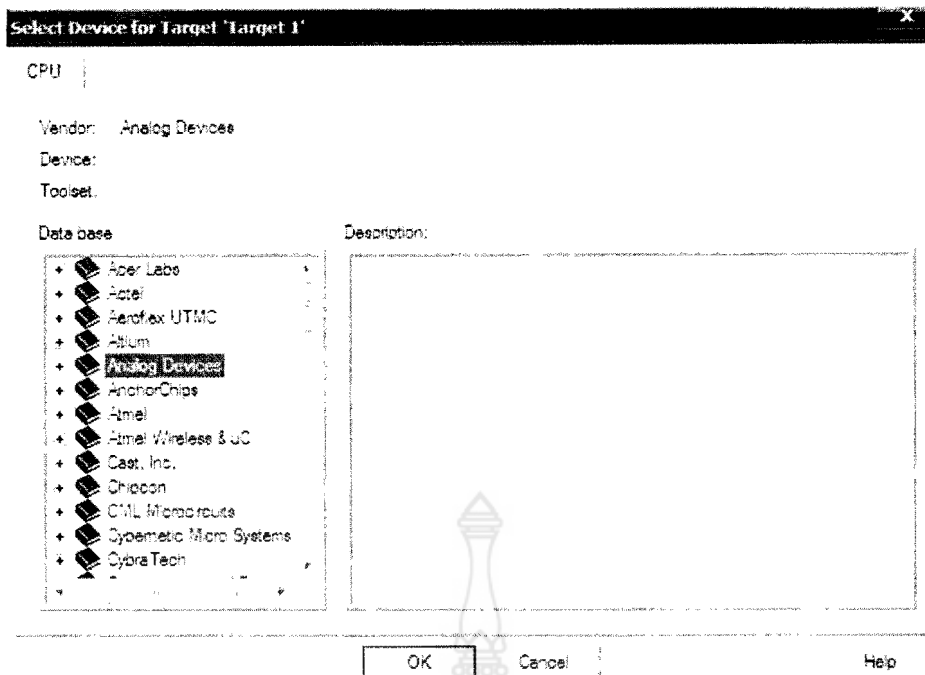 Select Device for Target 'Target 1'
x
CPU
Vendor: Analog Devices
Device:
Toolset:
Data base
Description:
Acer Labs
Actel
Aeroflex UTMC
Altium
Analog Devices
AnchorChips
Atmel
Atmel Wireless & uC
Cast, Inc.
Chipcon
CML Microcircuits
Cybernetic Micro Systems
CybraTech
OK
Cancel
Help